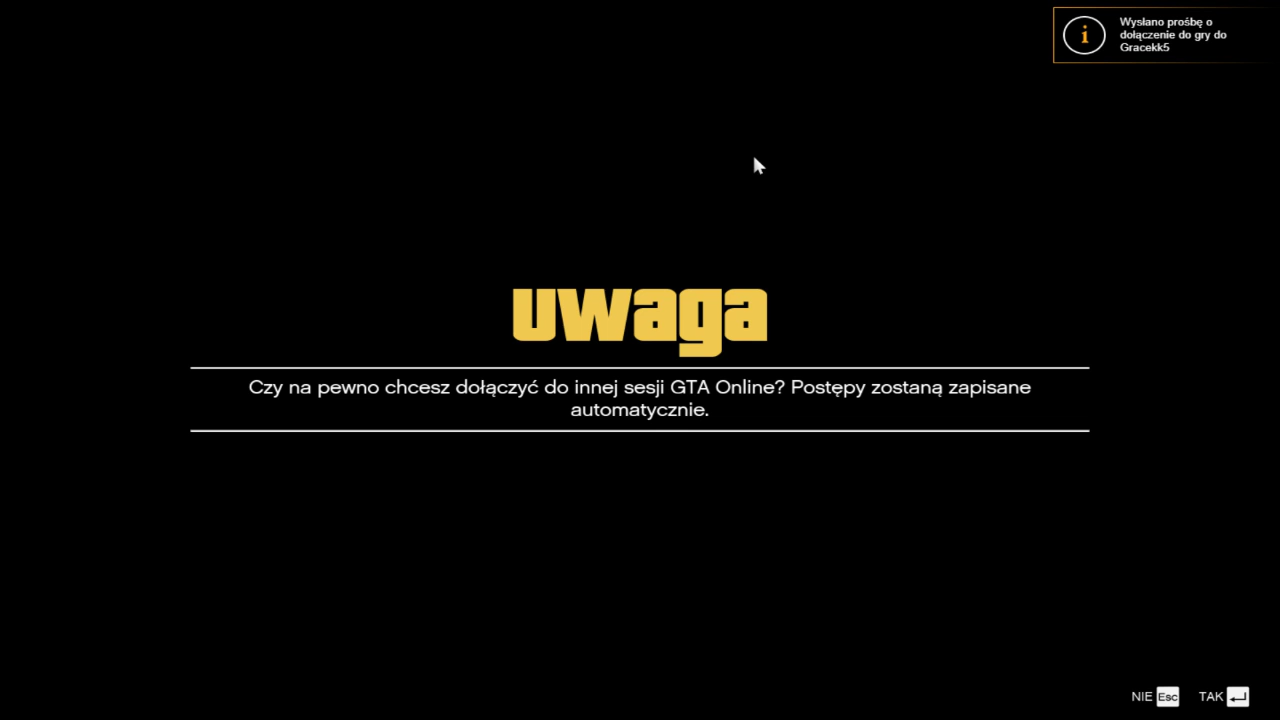 Wysłano prośbę o
dołączenie do gry do
Gracekk5
uwaga
Czy na pewno chcesz dołączyć do innej sesji GTA Online? Postępy zostaną zapisane
automatycznie.
NIE Esc TAK